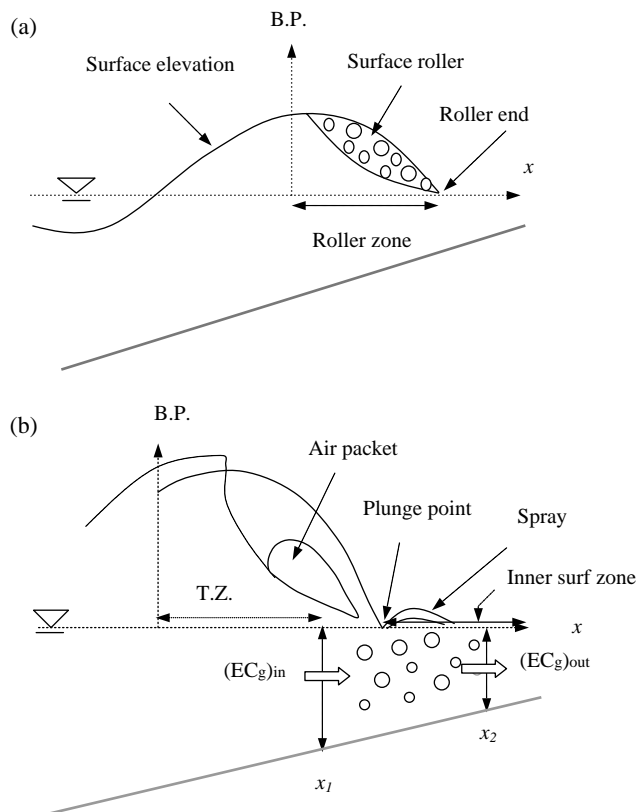 (a)
B.P.
Surface elevation
Surface roller
Roller end
x
Roller zone
(b)
B.P.
Air packet
Plunge point
Spray
Inner surf zone
T.Z.
x
(ECg)in
(ECg)out
x1
x2